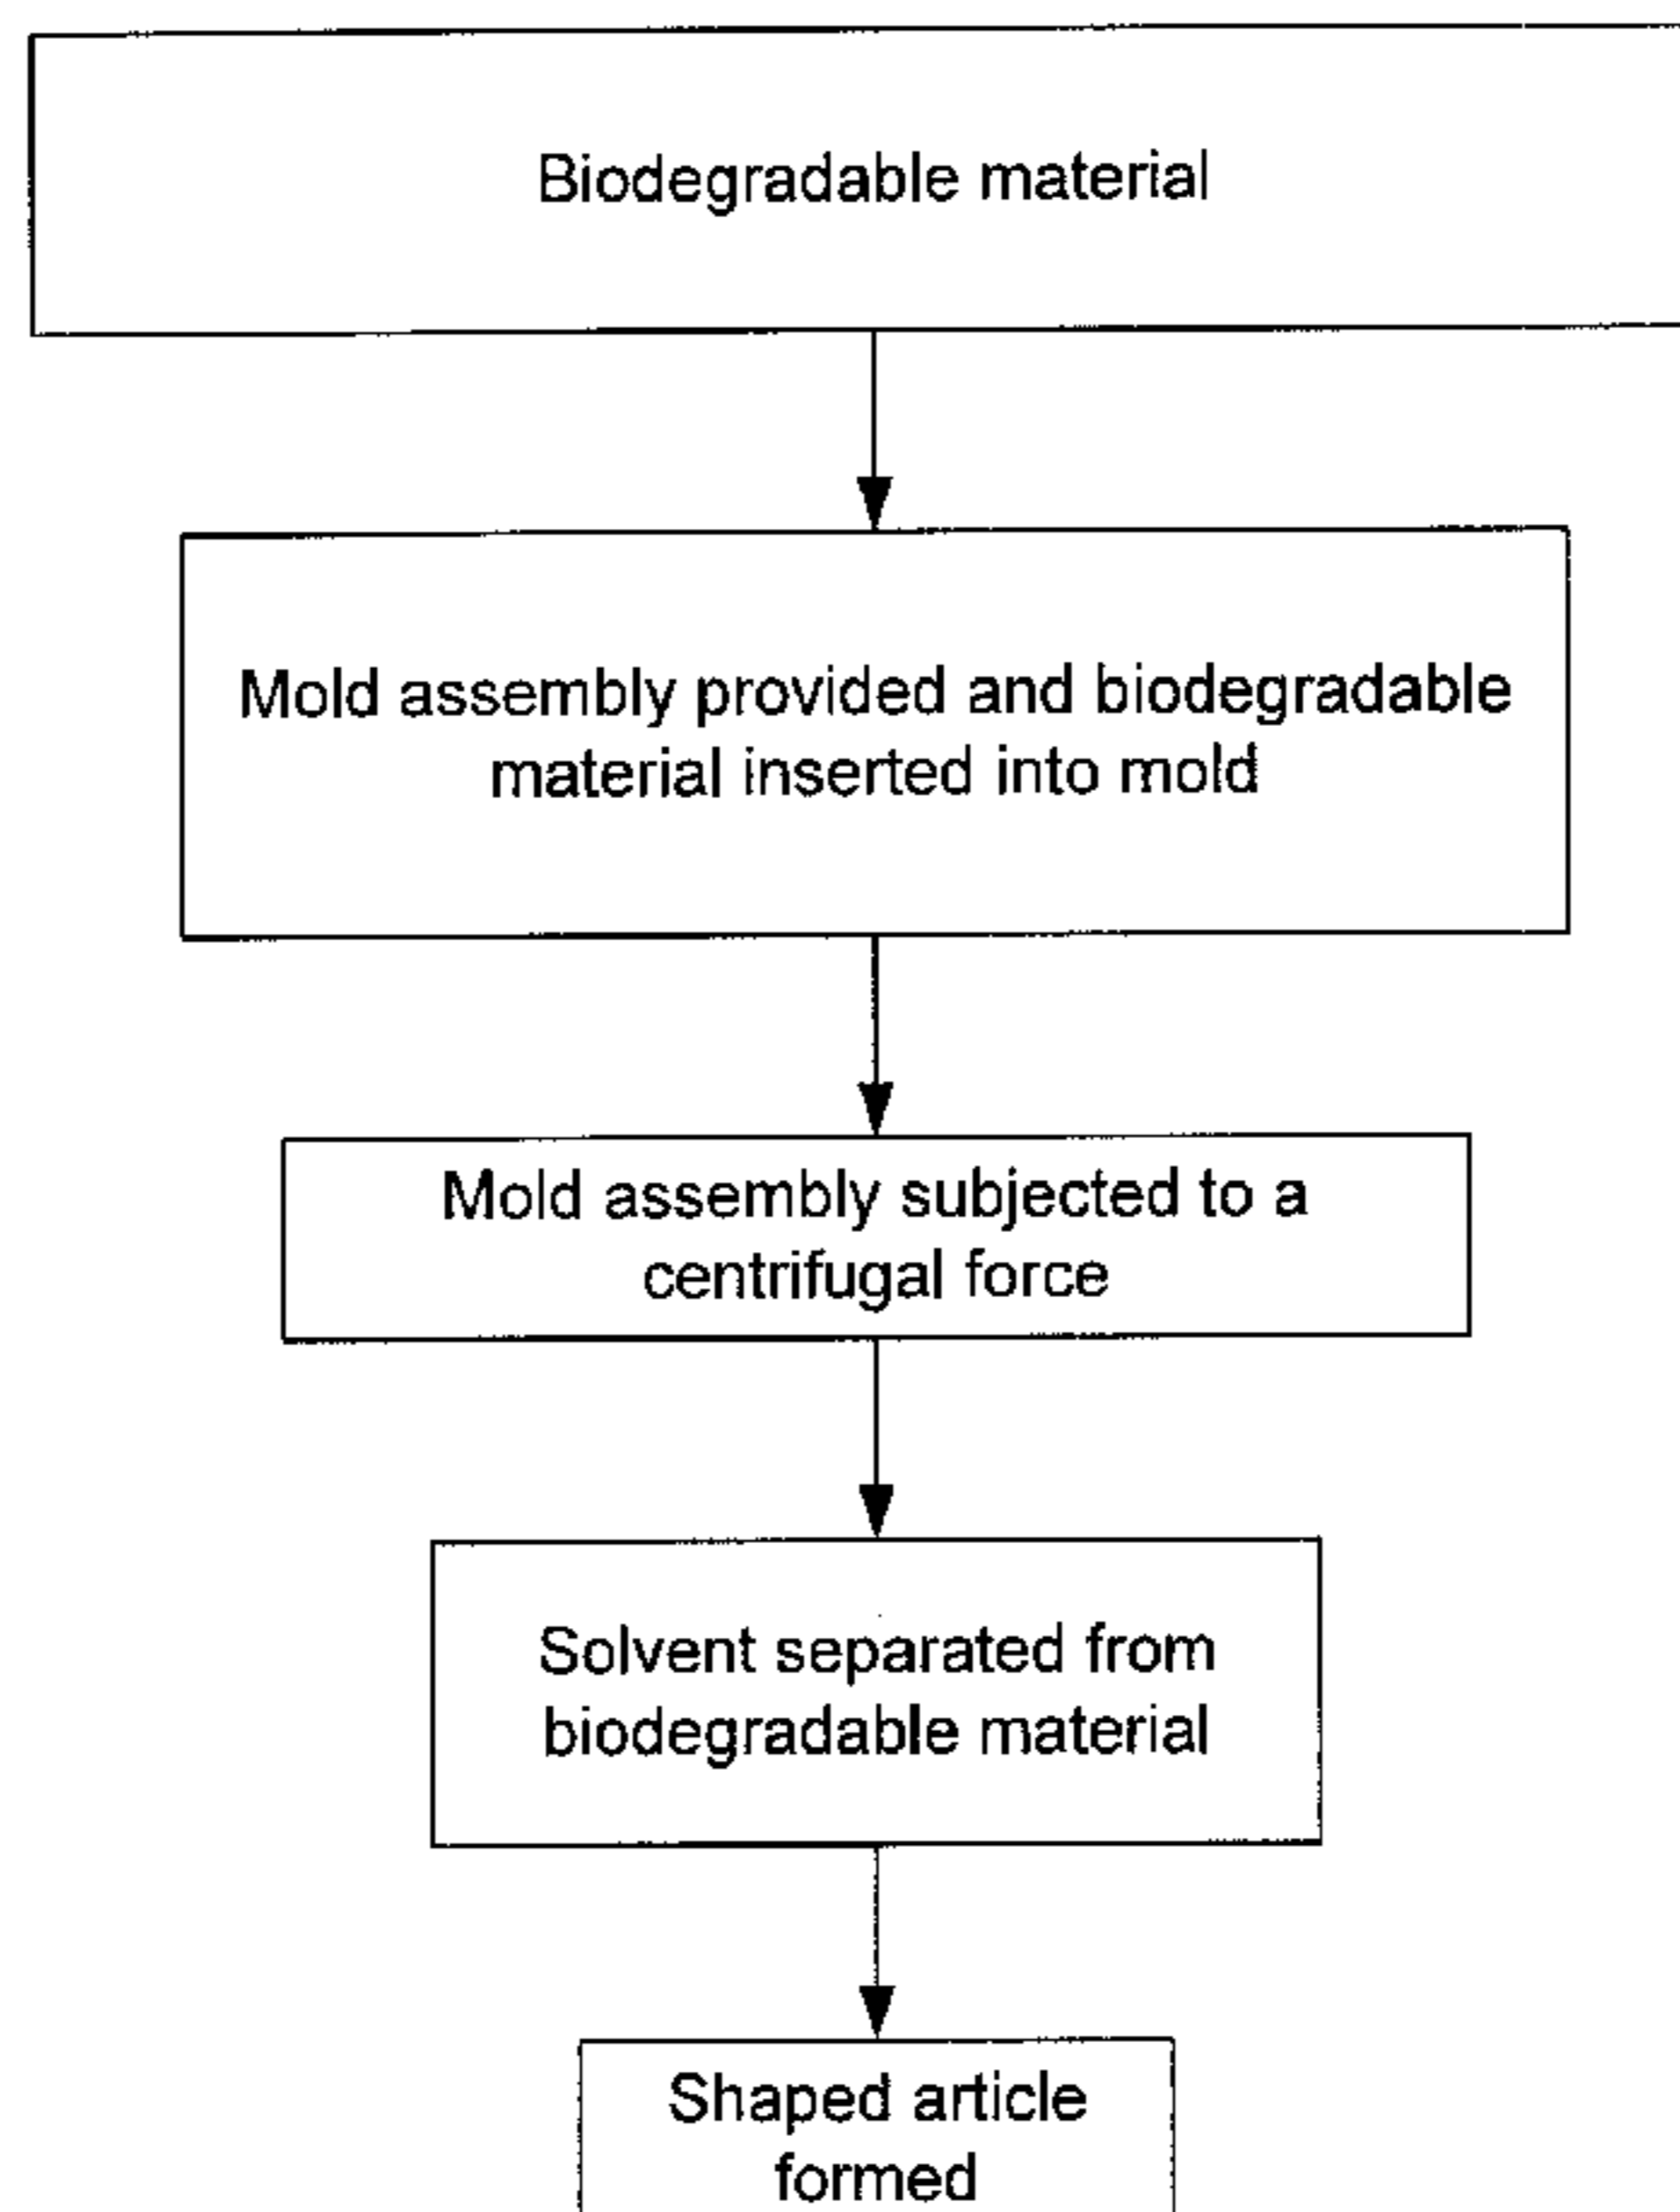 Biodegradable material
Mold assembly provided and biodegradable
material inserted into mold
Mold assembly subjected to a
centrifugal force
Solvent separated from
biodegradable material
Shaped article
formed